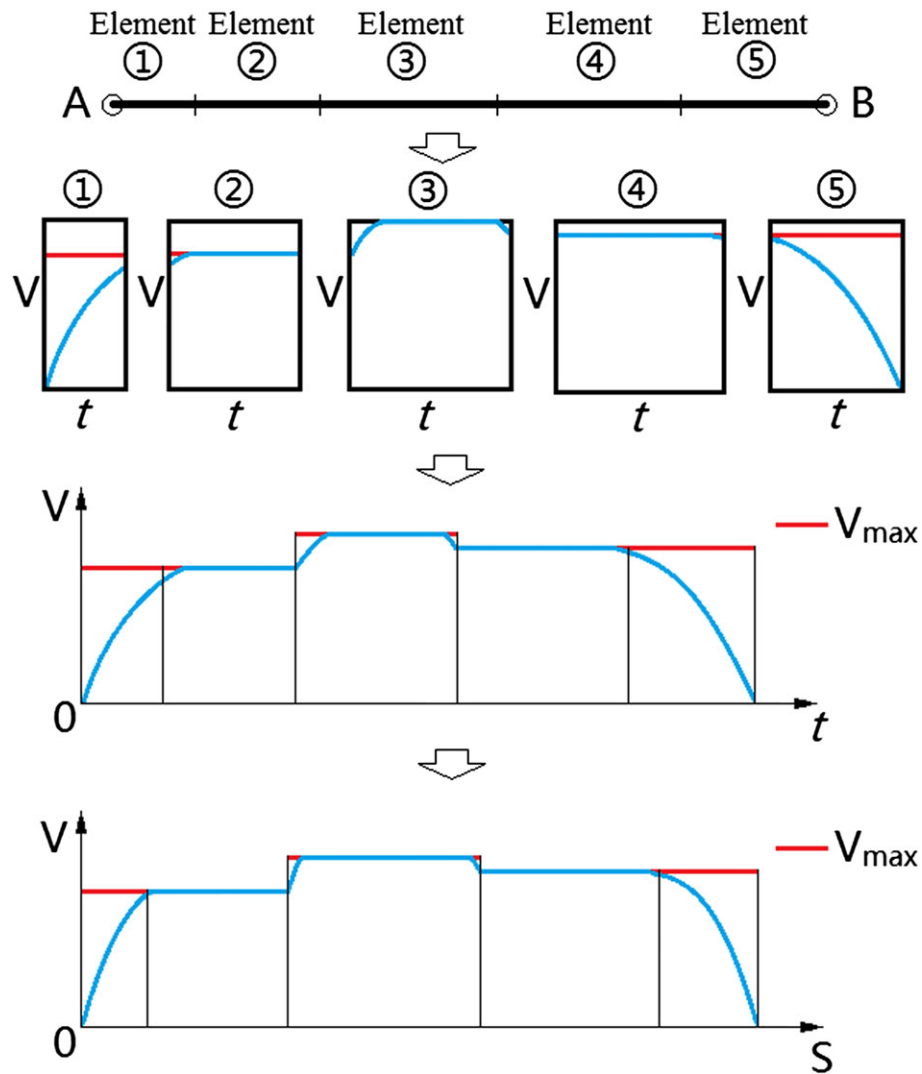 Element Element Element Element Element
① ② ③ ④ ⑤
A B
① ② ③ ④ ⑤
V V V V V
t t t t t
V
Vmax
0
t
V
Vmax
0
S